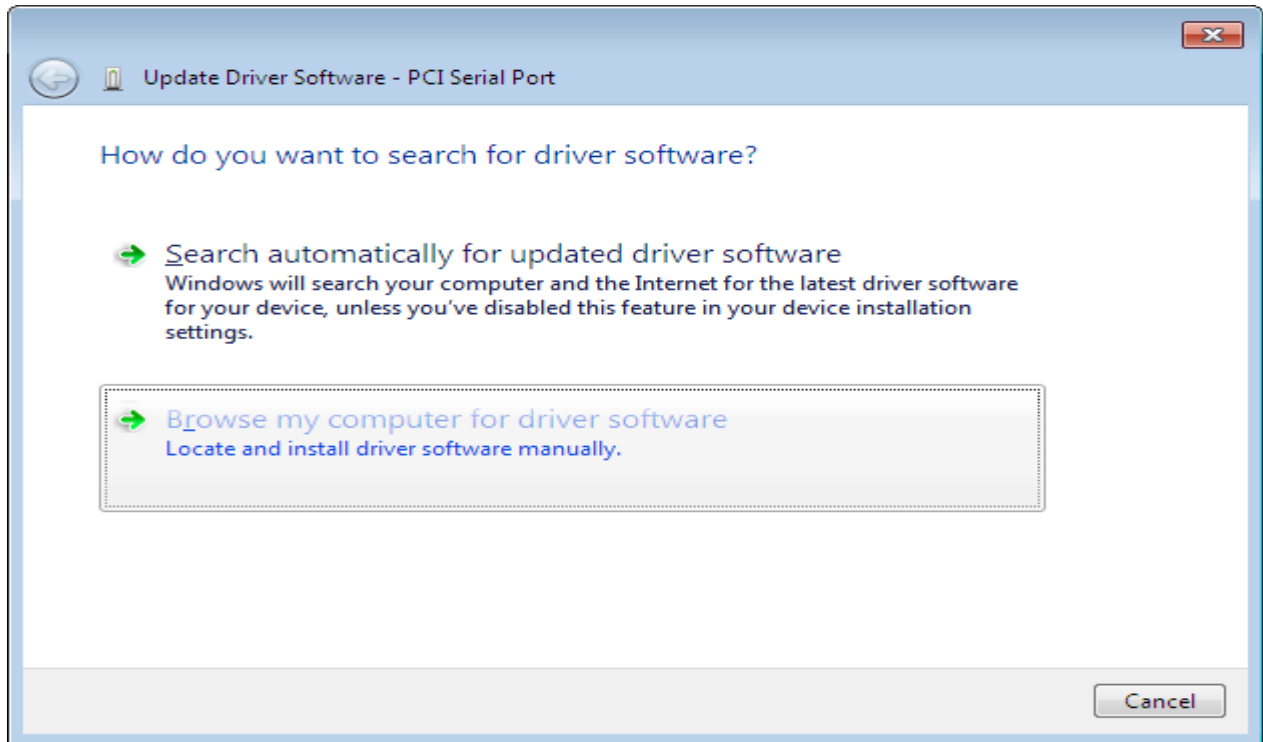 Update Driver Software - PCI Serial Port
How do you want to search for driver software?
Search automatically for updated driver software
Windows will search your computer and the Internet for the latest driver software
for your device, unless you've disabled this feature in your device installation
settings.
Browse my computer for driver software
Locate and install driver software manually.
Cancel